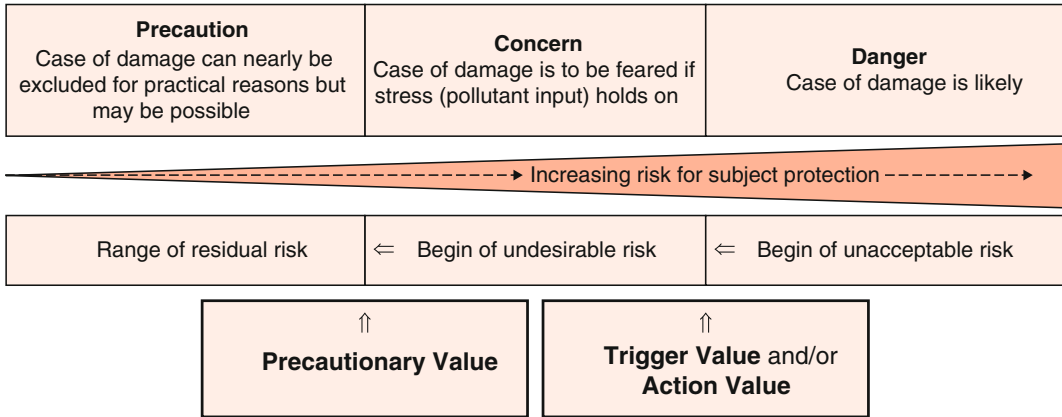 Precaution
Case of damage can nearly be
excluded for practical reasons but
may be possible
Concern
Case of damage is to be feared if
stress (pollutant input) holds on
Danger
Case of damage is likely
Increasing risk for subject protection
Range of residual risk
⇐ Begin of undesirable risk
⇐ Begin of unacceptable risk
⇑
Precautionary Value
⇑
Trigger Value and/or
Action Value